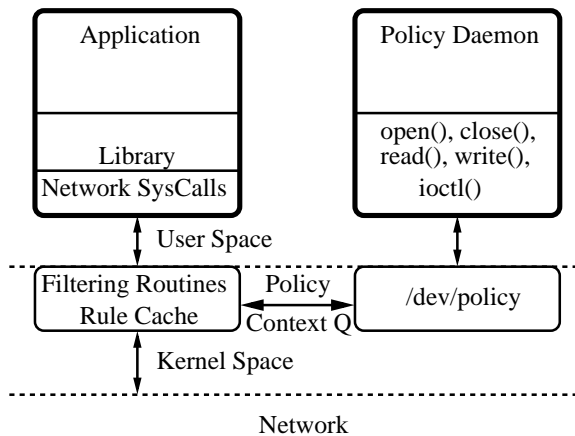 Application
Library
Network SysCalls
Policy Daemon
open(), close(),
read(), write(),
ioctl()
User Space
Filtering Routines
Rule Cache
Policy
Context Q
/dev/policy
Kernel Space
Network